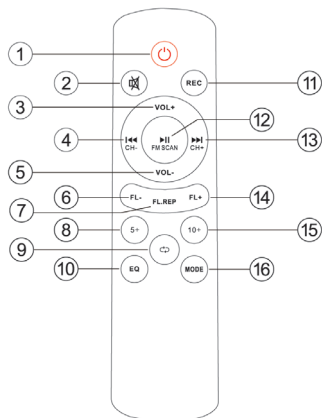 1
2
REC
11
3
VOL+
12
4
CH-
FM SCAN
CH+
13
5
VOL-
6
FL-
FL.REP
FL+
14
7
8
5+
10+
15
9
10
EQ
MODE
16